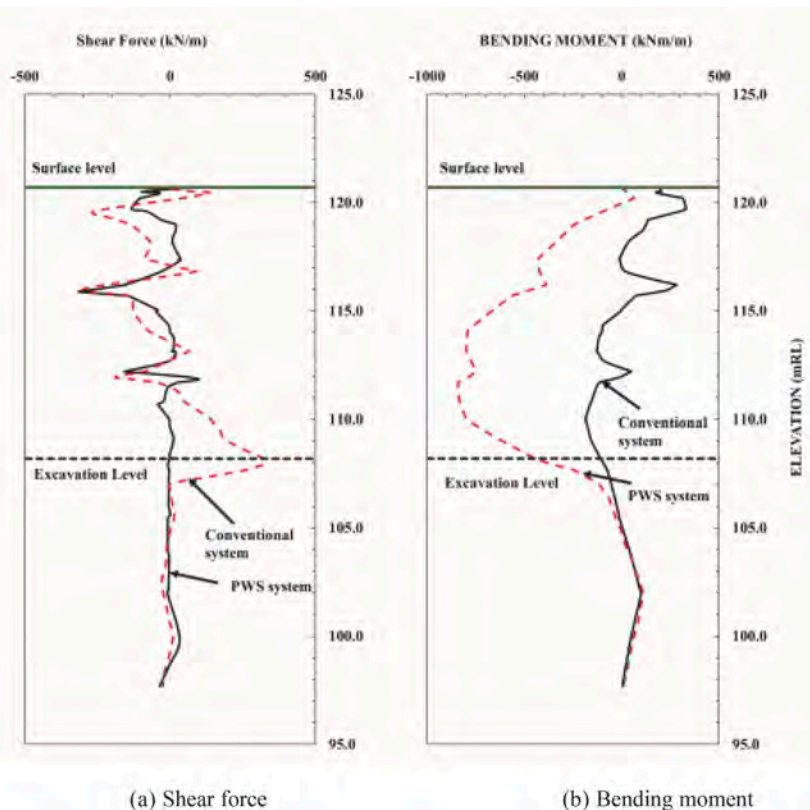 Shear Force (kN/m)
-500 0 500
125.0
Surface level
120.0
115.0
110.0
Excavation Level
Conventional
system
105.0
PWS system
100.0
95.0
(a) Shear force
BENDING MOMENT (kNm/m)
-1000 -500 0 500
125.0
Surface level
120.0
115.0
110.0
Conventional
system
Excavation Level
PWS system
105.0
100.0
95.0
ELEVATION (mRL)
(b) Bending moment